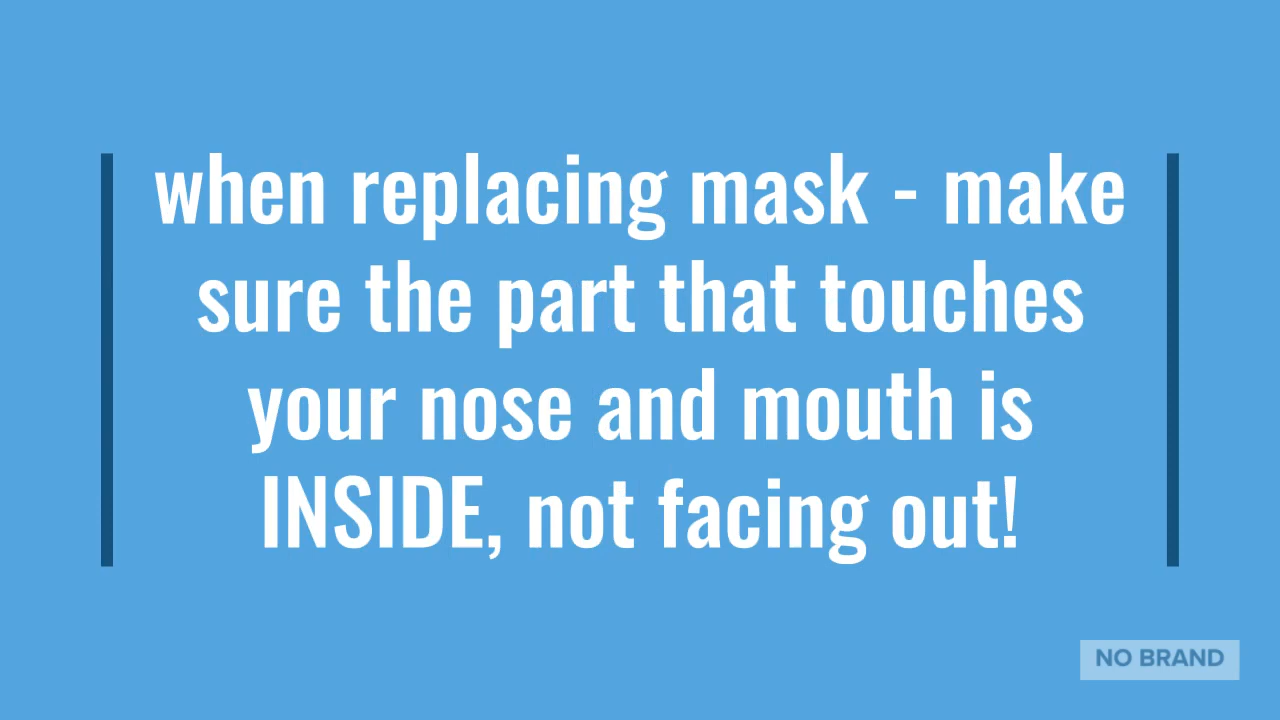 when replacing mask - make
sure the part that touches
your nose and mouth is
INSIDE, not facing out!
NO BRAND